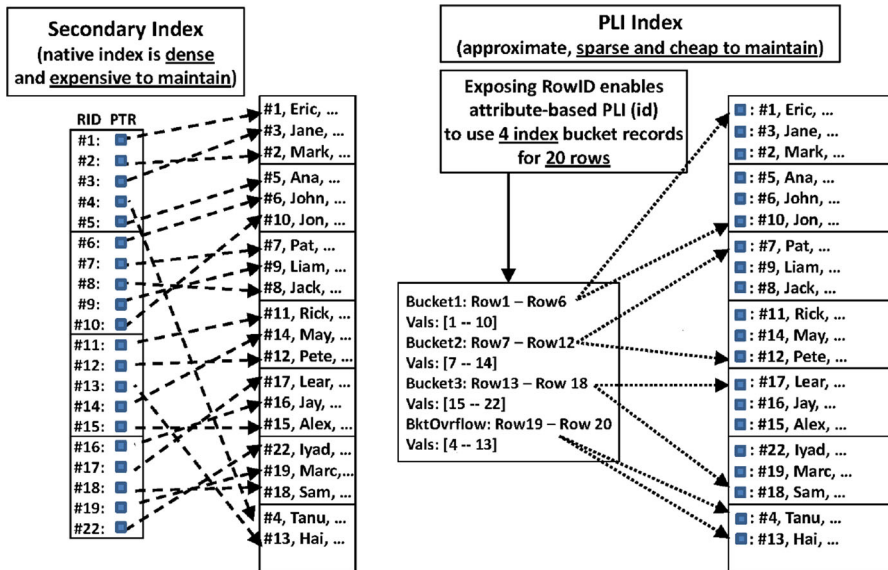 Secondary Index
(native index is dense
and expensive to maintain)
RID PTR
#1:
#2:
#3:
#4:
#5:
#6:
#7:
#8:
#9:
#10:
#11:
#12:
#13:
#14:
#15:
#16:
#17:
#18:
#19:
#22:
#1, Eric, ...
#3, Jane, ...
#2, Mark, ...
#5, Ana, ...
#6, John, ...
#10, Jon, ...
#7, Pat, ...
#9, Liam, ...
#8, Jack, ...
#11, Rick, ...
#14, May, ...
#12, Pete, ...
#17, Lear, ...
#16, Jay, ...
#15, Alex, ...
#22, Iyad, ...
#19, Marc,...
#18, Sam, ...
#4, Tanu, ...
#13, Hai, ...
PLI Index
(approximate, sparse and cheap to maintain)
Exposing RowID enables
attribute-based PLI (id)
to use 4 index bucket records
for 20 rows
Bucket1: Row1 – Row6
Vals: [1 -- 10]
Bucket2: Row7 – Row12
Vals: [7 -- 14]
Bucket3: Row13 – Row 18
Vals: [15 -- 22]
BktOvrflow: Row19 – Row 20
Vals: [4 -- 13]
: #1, Eric, ...
: #3, Jane, ...
: #2, Mark, ...
: #5, Ana, ...
: #6, John, ...
: #10, Jon, ...
: #7, Pat, ...
: #9, Liam, ...
: #8, Jack, ...
: #11, Rick, ...
: #14, May, ...
: #12, Pete, ...
: #17, Lear, ...
: #16, Jay, ...
: #15, Alex, ...
: #22, Iyad, ...
: #19, Marc, ...
: #18, Sam, ...
: #4, Tanu, ...
: #13, Hai, ...